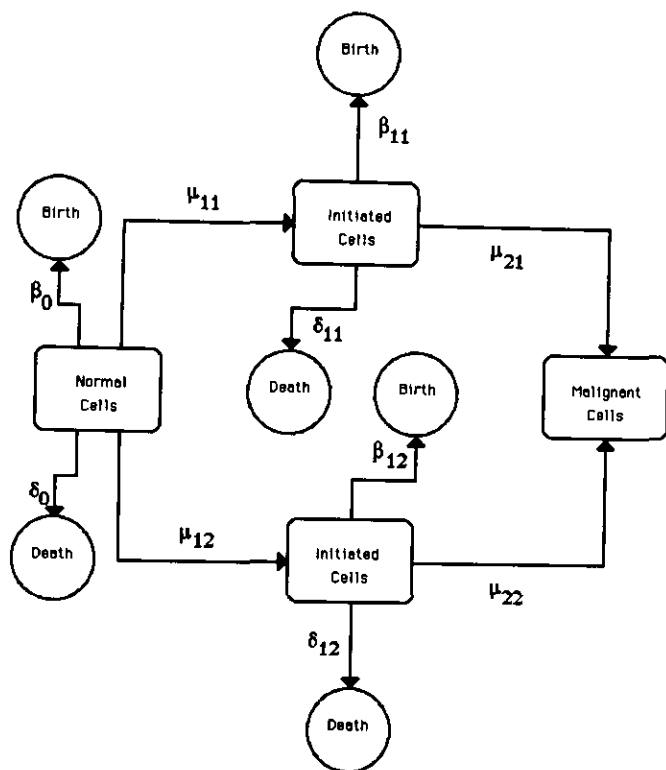 Birth
β11
μ11
Birth
Initiated
Cells
μ21
β0
δ11
Normal
Cells
Death
Birth
Malignant
Cells
β12
δ0
μ12
Death
Initiated
Cells
μ22
δ12
Death